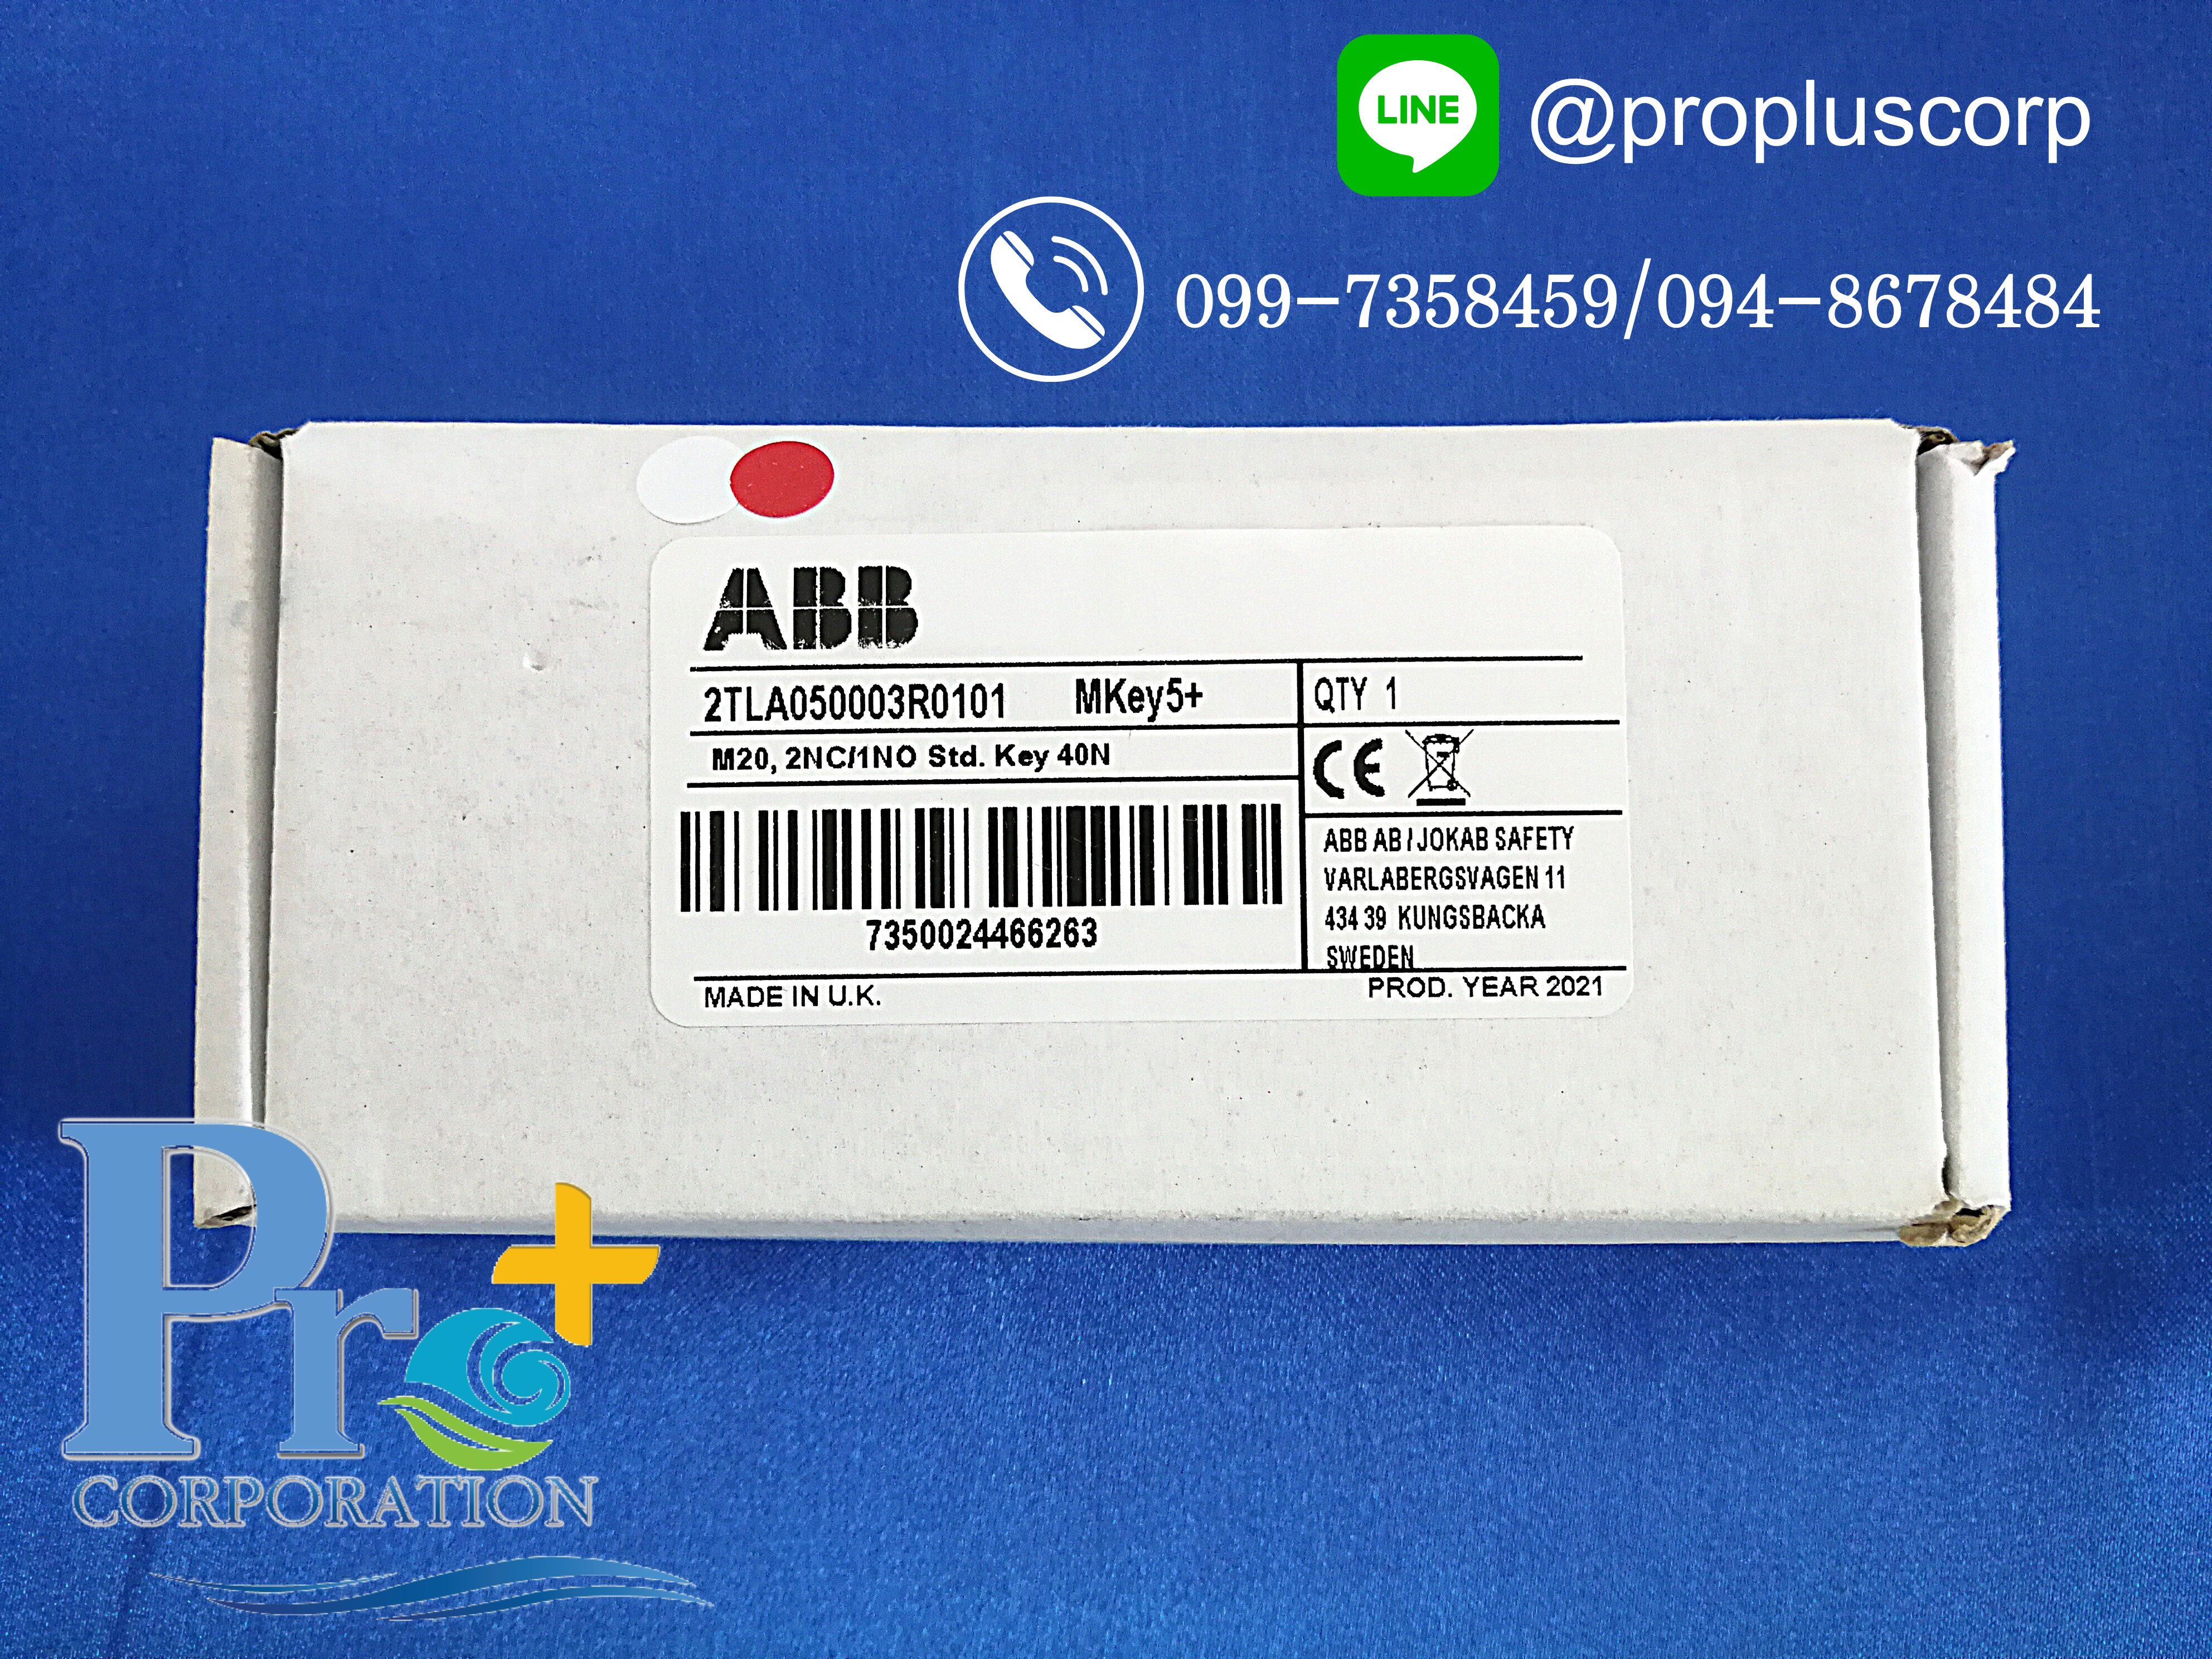 LINE @propluscorp
099-7358459/094-8678484
ABB
2TLA050003R0101 MKey5+ QTY 1
M20, 2NC/1NO Std. Key 40N
CE
7350024466263
ABB AB / JOKAB SAFETY
VARLABERGSVAGEN 11
434 39 KUNGSBACKA
SWEDEN
MADE IN U.K. PROD. YEAR 2021
Pro+
CORPORATION